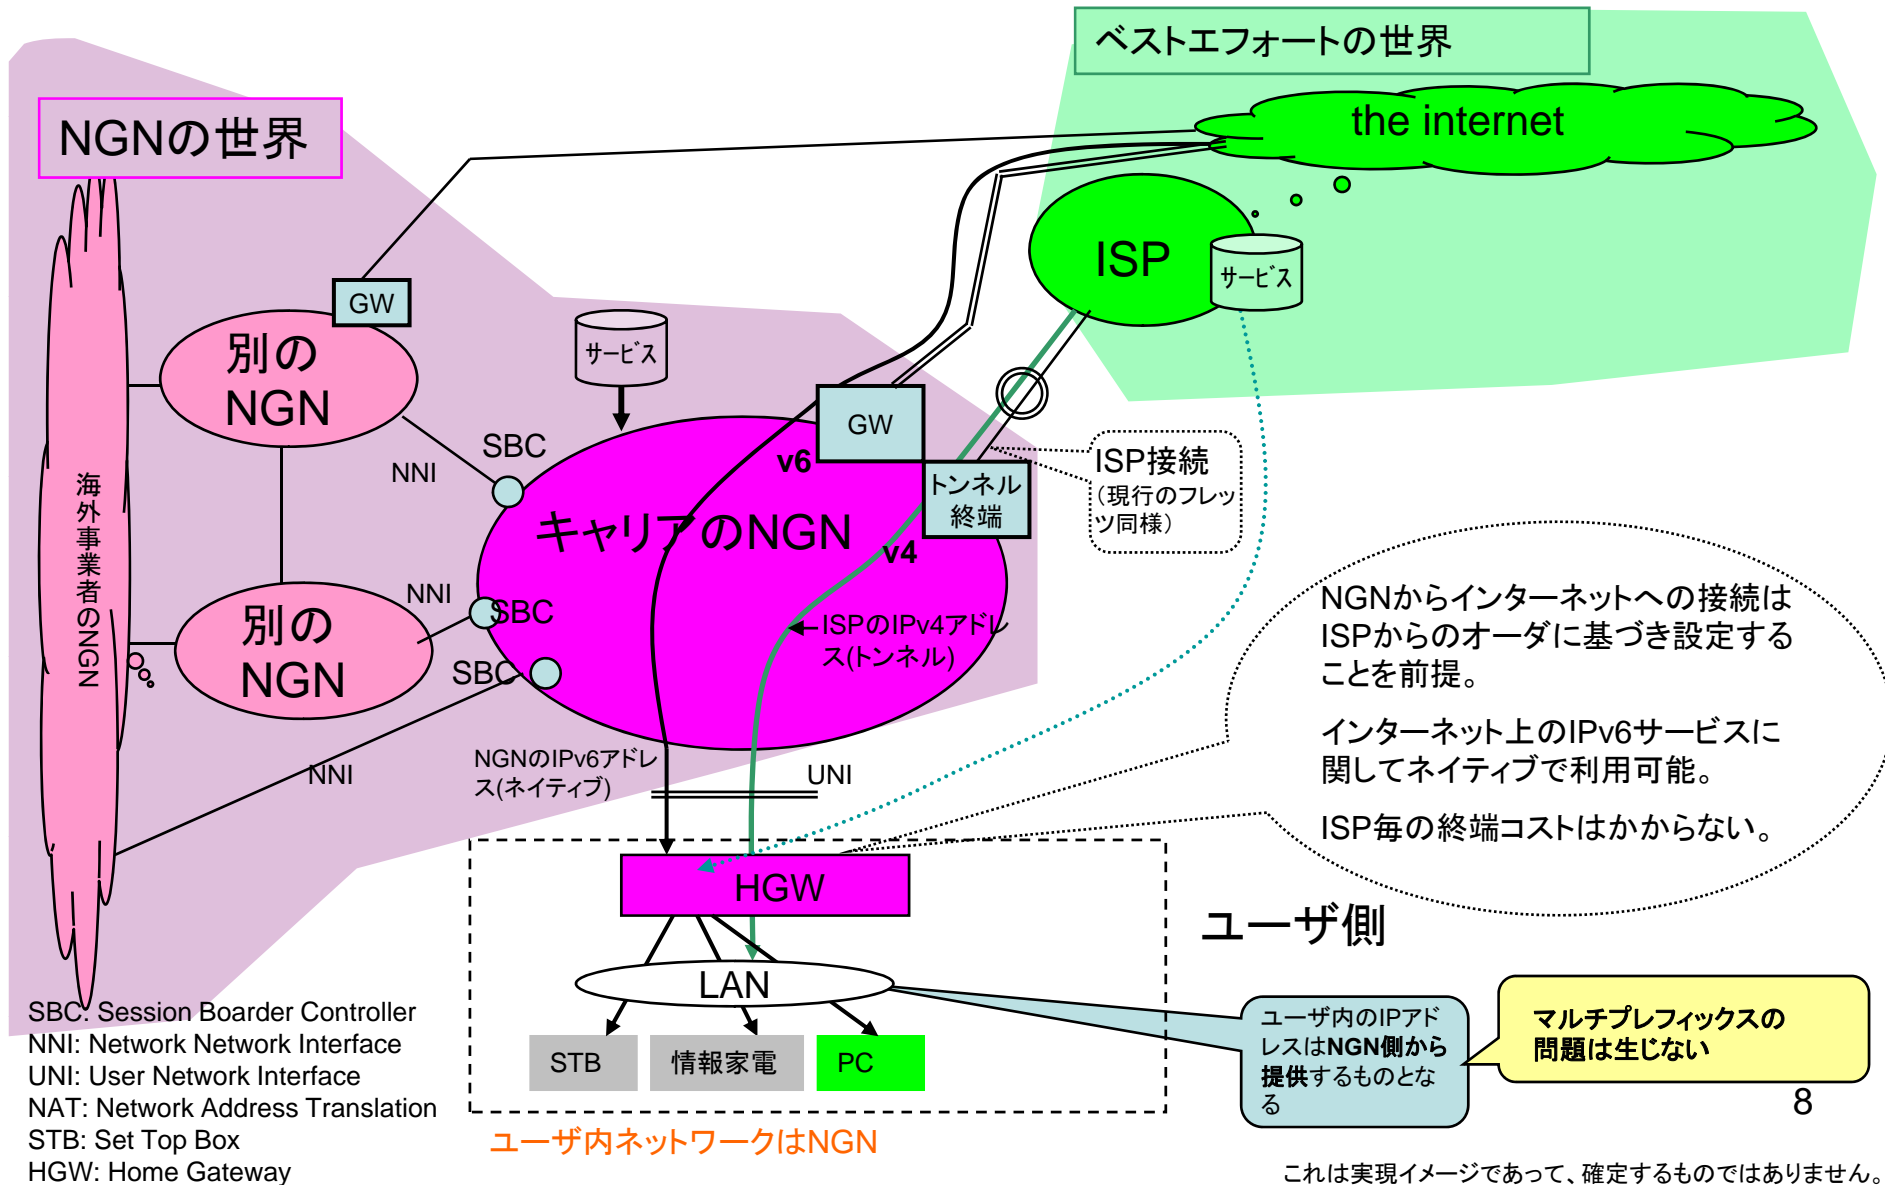 ベストエフォートの世界
the internet
NGNの世界
ISP
サービス
GW
別の
NGN
サービス
GW
SBC
NNI
v6
トンネル
終端
ISP接続
（現行のフレッ
ツ同様）
海外事業者のNGN
キャリアのNGN
v4
NNI
SBC
別の
NGN
ISPのIPv4アドレ
ス(トンネル)
SBC
NGNからインターネットへの接続は
ISPからのオーダに基づき設定する
ことを前提。
インターネット上のIPv6サービスに
関してネイティブで利用可能。
ISP毎の終端コストはかからない。
NGNのIPv6アドレ
ス(ネイティブ)
NNI
UNI
HGW
ユーザ側
LAN
STB
情報家電
PC
ユーザ内のIPアド
レスはNGN側から
提供するものとな
る
マルチプレフィックスの
問題は生じない
SBC: Session Boarder Controller
NNI: Network Network Interface
UNI: User Network Interface
NAT: Network Address Translation
STB: Set Top Box
HGW: Home Gateway
ユーザ内ネットワークはNGN
8
これは実現イメージであって、確定するものではありません。